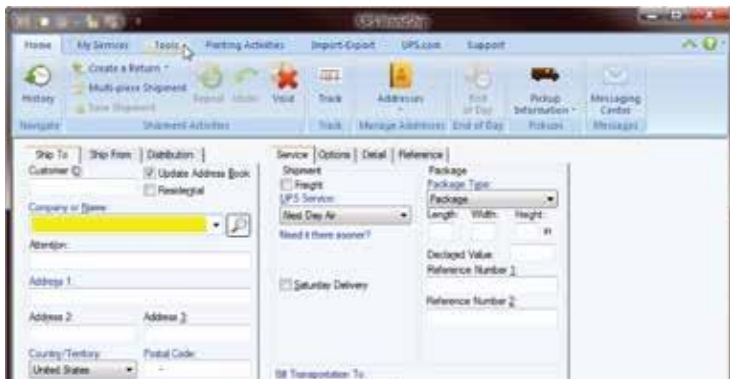 UPS WorldShip
Home My Services Tools Printing Activities Import-Export UPS.com Support
History Create a Return Repeat Undo Void Track Addresses End of Day Pickup Information Messaging Center
Multi-piece Shipment
Save Shipment
Navigate Shipment Activities Track Manage Addresses End of Day Pickups Messages
Ship To Ship From Distribution Service Options Detail Reference
Customer ID: Update Address Book Shipment Package
Residential Freight Package Type:
Company or Name: UPS Service: Package
Next Day Air Length: Width: Height:
Need it there sooner? in
Attention: Declared Value:
Reference Number 1:
Address 1: Saturday Delivery
Reference Number 2:
Address 2: Address 3:
Country/Territory: Postal Code:
United States -
Bill Transportation To: